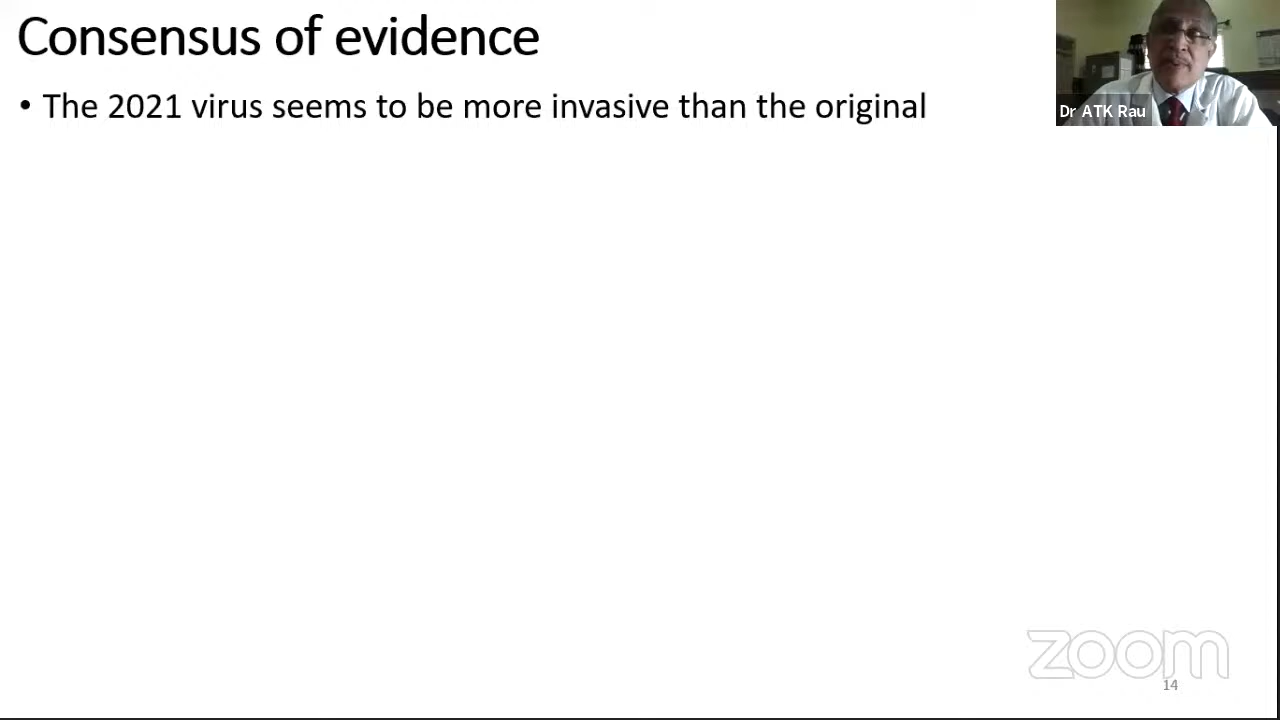 Consensus of evidence
• The 2021 virus seems to be more invasive than the original
Dr ATK Rau
zoom
14